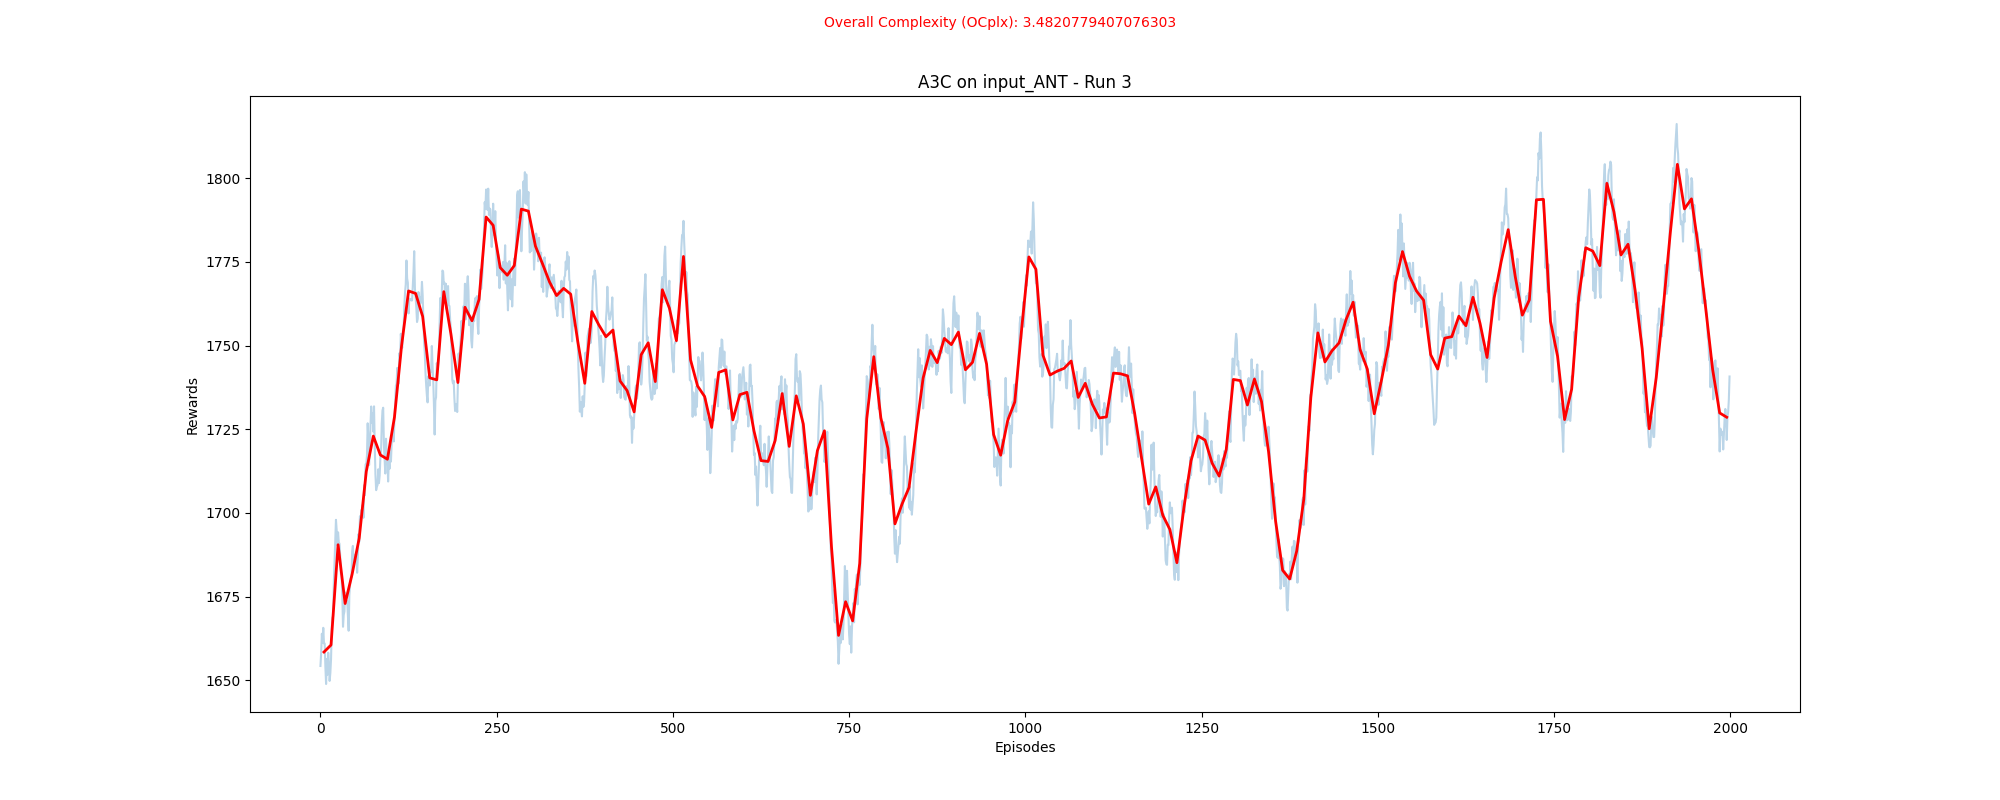 Overall Complexity (OCplx): 3.4820779407076303
A3C on input_ANT - Run 3
Rewards
1800
1775
1750
1725
1700
1675
1650
0 250 500 750 1000 1250 1500 1750 2000
Episodes